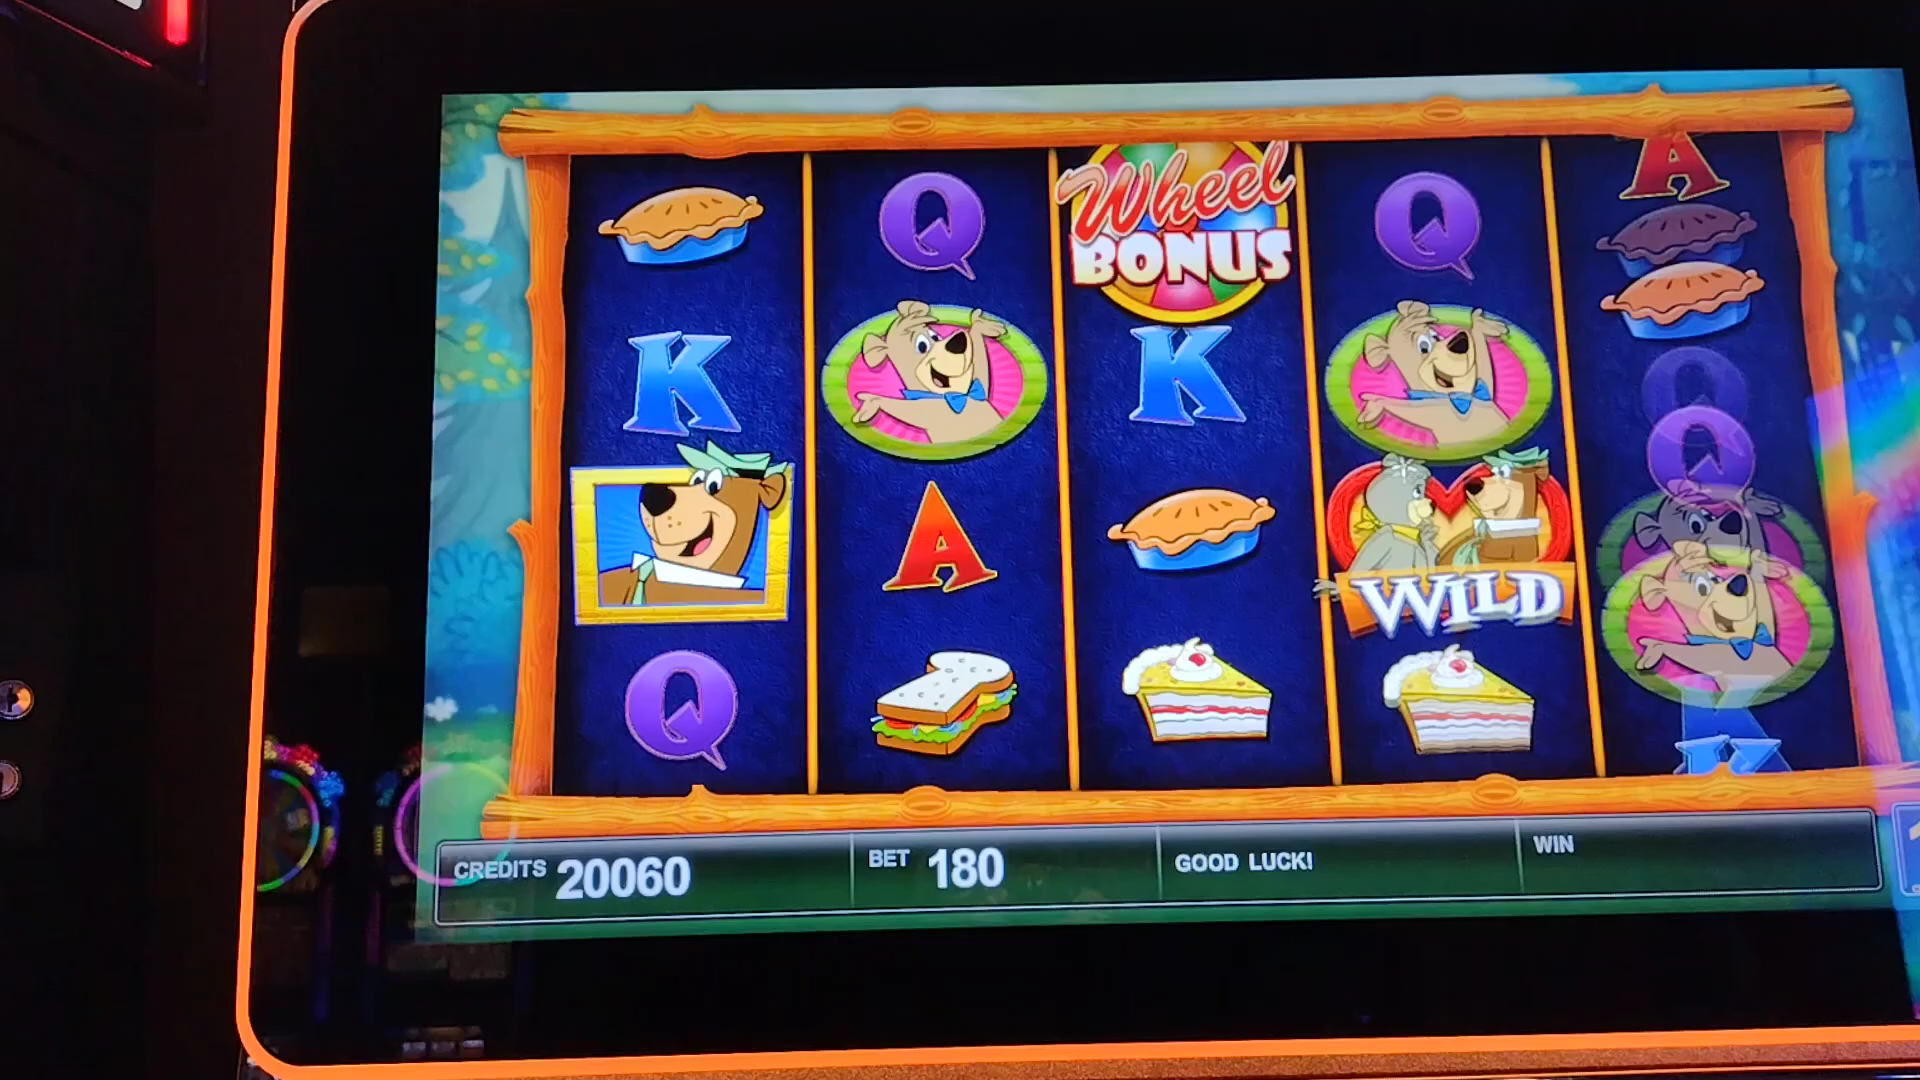 A
Q
Wheel
BONUS
Q
K
K
Q
Q
A
WILD
Q
K
CREDITS 20060
BET 180
GOOD LUCK!
WIN